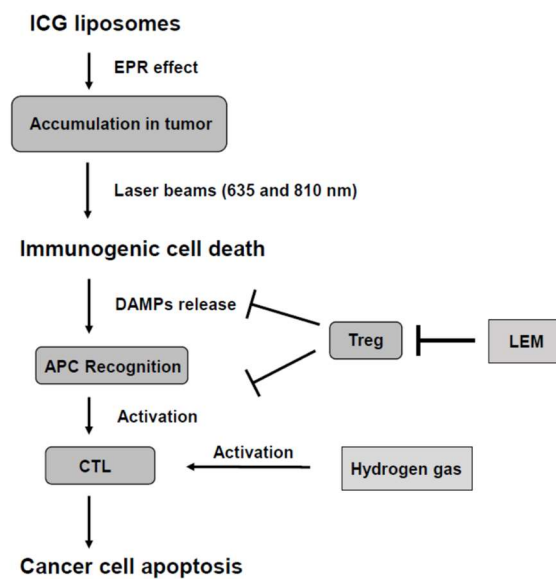 ICG liposomes
EPR effect
Accumulation in tumor
Laser beams (635 and 810 nm)
Immunogenic cell death
DAMPs release
Treg
LEM
APC Recognition
Activation
Activation
CTL
Hydrogen gas
Cancer cell apoptosis